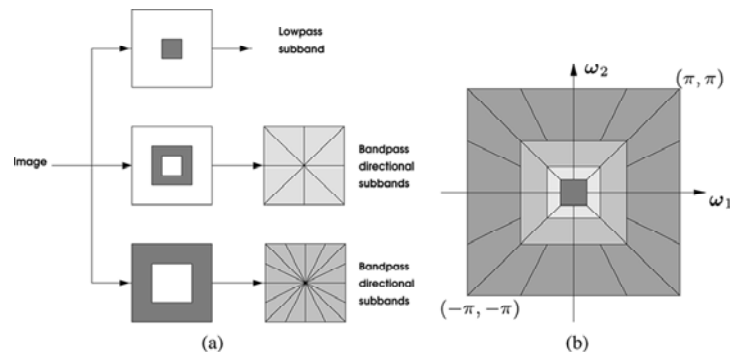 Lowpass
subband
Image
Bandpass
directional
subbands
Bandpass
directional
subbands
(a)
ω₂
(π, π)
ω₁
(−π, −π)
(b)